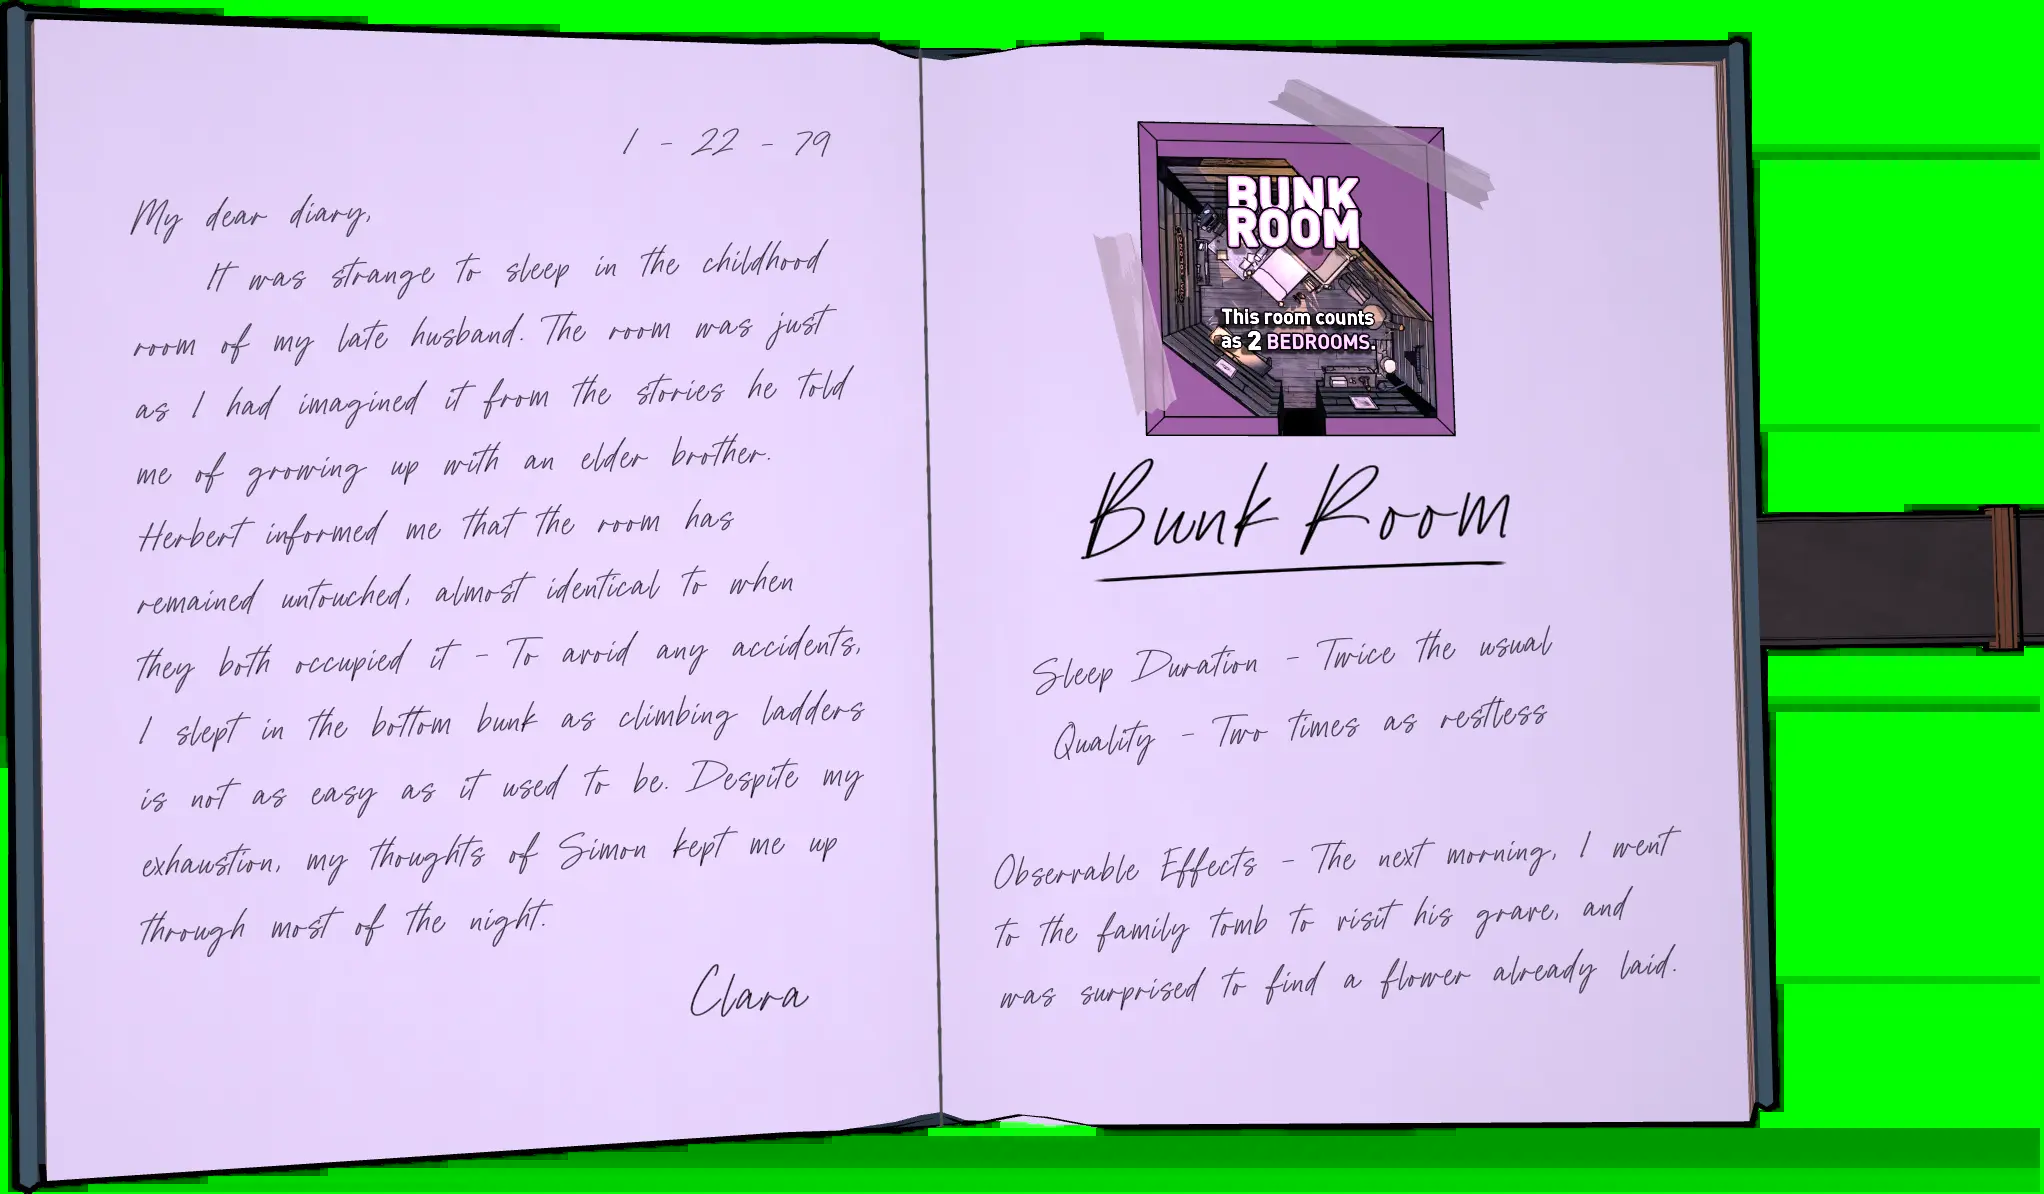 1 - 22 - 79
My dear diary,
It was strange to sleep in the childhood
room of my late husband. The room was just
as I had imagined it from the stories he told
me of growing up with an elder brother.
Herbert informed me that the room has
remained untouched, almost identical to when
they both occupied it - To avoid any accidents,
I slept in the bottom bunk as climbing ladders
is not as easy as it used to be. Despite my
exhaustion, my thoughts of Simon kept me up
through most of the night.
Clara
BUNK
ROOM
This room counts
as 2 BEDROOMS.
Bunk Room
Sleep Duration - Twice the usual
Quality - Two times as restless
Observable Effects - The next morning, I went
to the family tomb to visit his grave, and
was surprised to find a flower already laid.